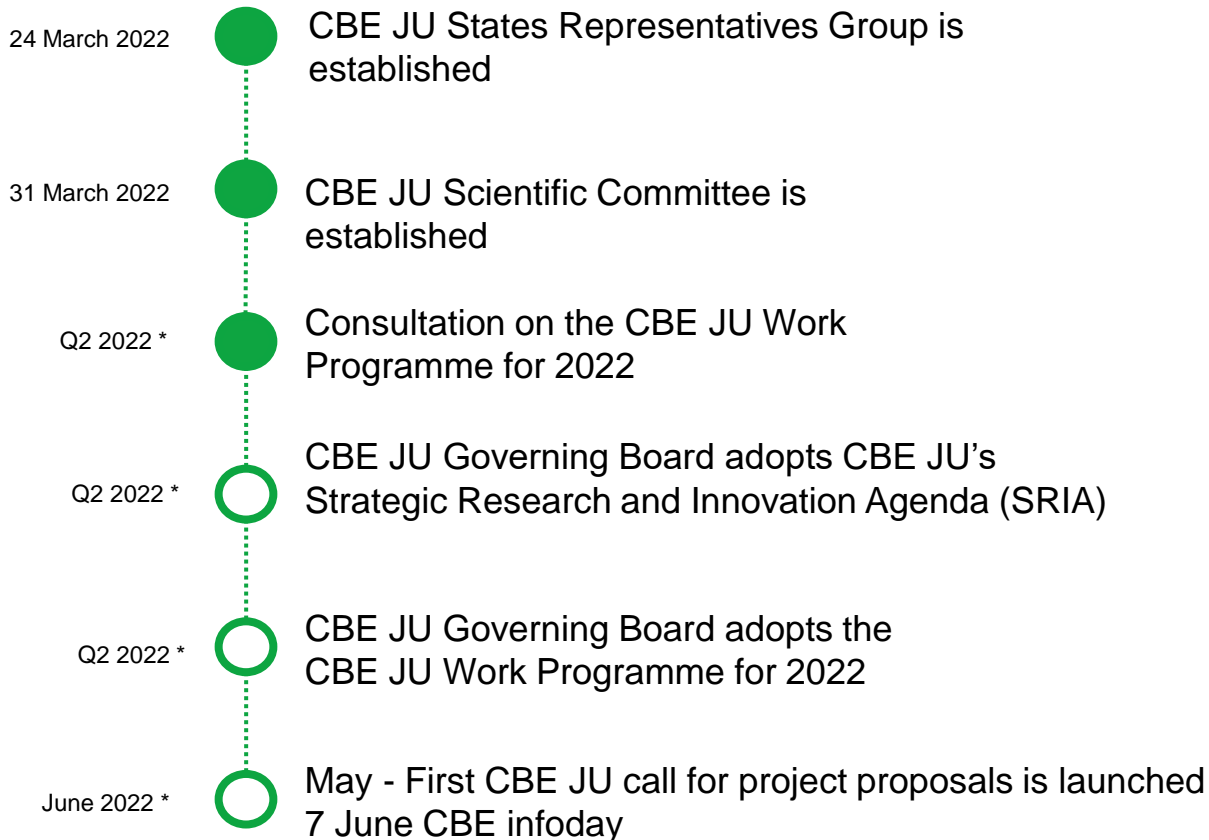 24 March 2022
CBE JU States Representatives Group is
established
31 March 2022
CBE JU Scientific Committee is
established
Q2 2022 *
Consultation on the CBE JU Work
Programme for 2022
Q2 2022 *
CBE JU Governing Board adopts CBE JU’s
Strategic Research and Innovation Agenda (SRIA)
Q2 2022 *
CBE JU Governing Board adopts the
CBE JU Work Programme for 2022
June 2022 *
May - First CBE JU call for project proposals is launched
7 June CBE infoday